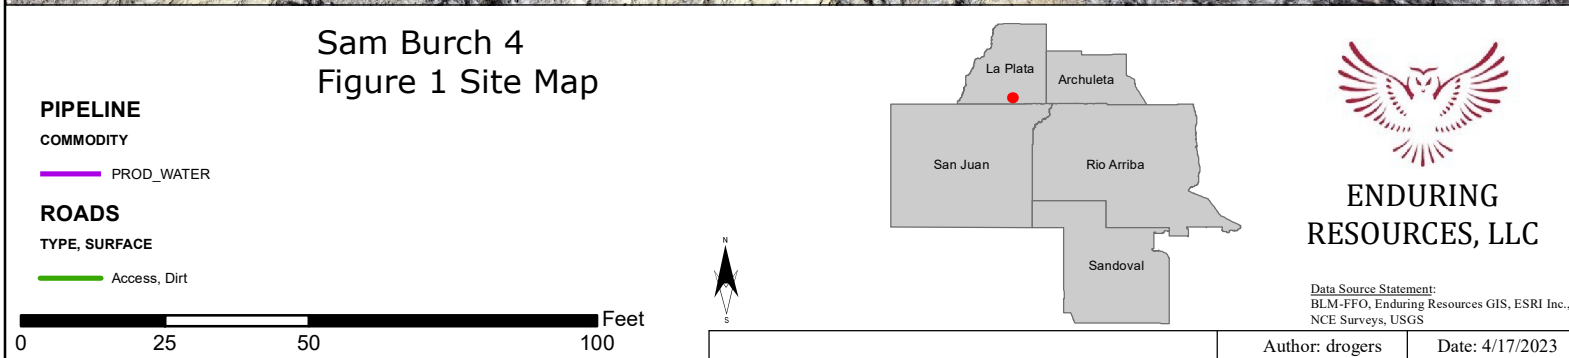 Sam Burch 4
Figure 1 Site Map
PIPELINE
COMMODITY
PROD_WATER
ROADS
TYPE, SURFACE
Access, Dirt
Feet
0 25 50 100
N
S
La Plata
Archuleta
San Juan
Rio Arriba
Sandoval
ENDURING
RESOURCES, LLC
Data Source Statement:
BLM-FFO, Enduring Resources GIS, ESRI Inc.,
NCE Surveys, USGS
Author: drogers
Date: 4/17/2023